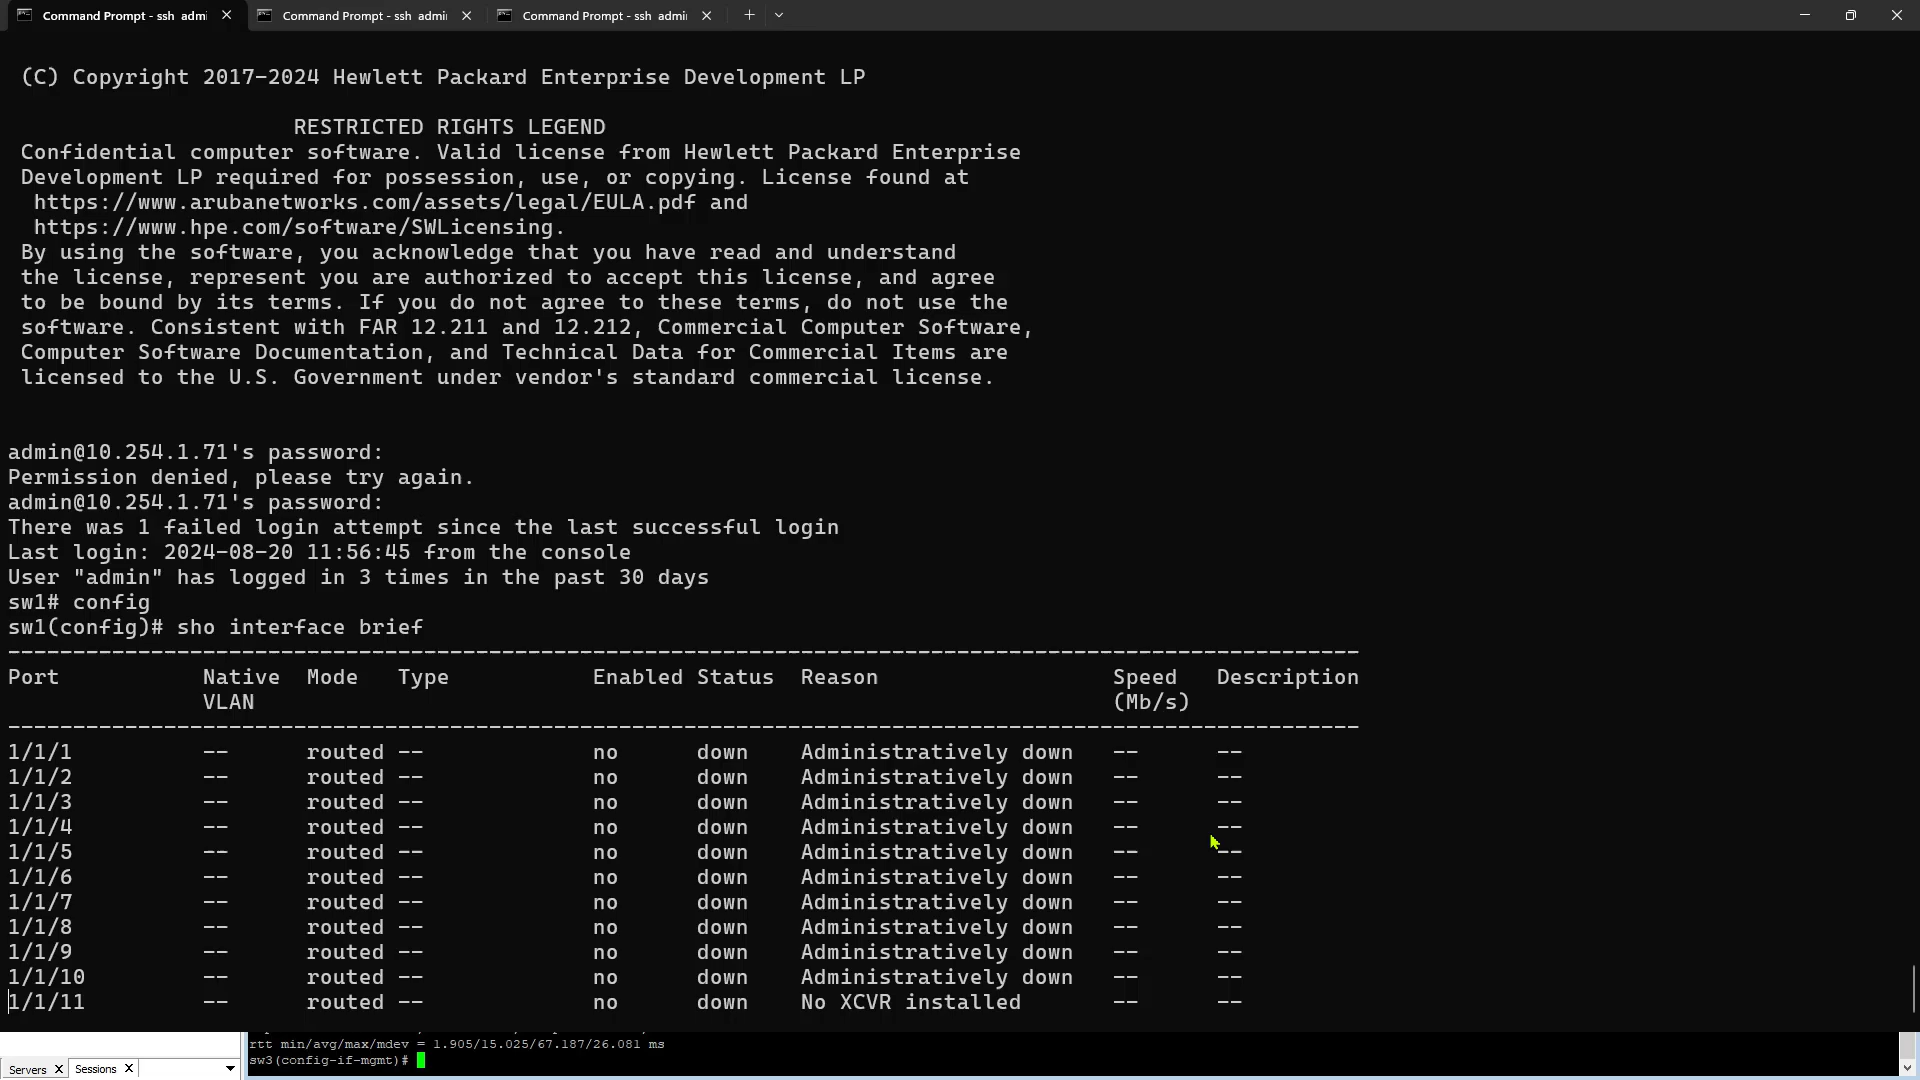 Command Prompt - ssh admi
Command Prompt - ssh admi
Command Prompt - ssh admi
(C) Copyright 2017-2024 Hewlett Packard Enterprise Development LP
RESTRICTED RIGHTS LEGEND
Confidential computer software. Valid license from Hewlett Packard Enterprise
Development LP required for possession, use, or copying. License found at
https://www.arubanetworks.com/assets/legal/EULA.pdf and
https://www.hpe.com/software/SWLicensing.
By using the software, you acknowledge that you have read and understand
the license, represent you are authorized to accept this license, and agree
to be bound by its terms. If you do not agree to these terms, do not use the
software. Consistent with FAR 12.211 and 12.212, Commercial Computer Software,
Computer Software Documentation, and Technical Data for Commercial Items are
licensed to the U.S. Government under vendor's standard commercial license.
admin@10.254.1.71's password:
Permission denied, please try again.
admin@10.254.1.71's password:
There was 1 failed login attempt since the last successful login
Last login: 2024-08-20 11:56:45 from the console
User "admin" has logged in 3 times in the past 30 days
sw1# config
sw1(config)# sho interface brief
--------------------------------------------------------------------------------------------------------
Port Native Mode Type Enabled Status Reason Speed Description
VLAN (Mb/s)
--------------------------------------------------------------------------------------------------------
1/1/1 -- routed -- no down Administratively down -- --
1/1/2 -- routed -- no down Administratively down -- --
1/1/3 -- routed -- no down Administratively down -- --
1/1/4 -- routed -- no down Administratively down -- --
1/1/5 -- routed -- no down Administratively down -- --
1/1/6 -- routed -- no down Administratively down -- --
1/1/7 -- routed -- no down Administratively down -- --
1/1/8 -- routed -- no down Administratively down -- --
1/1/9 -- routed -- no down Administratively down -- --
1/1/10 -- routed -- no down Administratively down -- --
1/1/11 -- routed -- no down No XCVR installed -- --
rtt min/avg/max/mdev = 1.905/15.025/67.187/26.081 ms
sw3(config-if-mgmt)#
Servers
Sessions